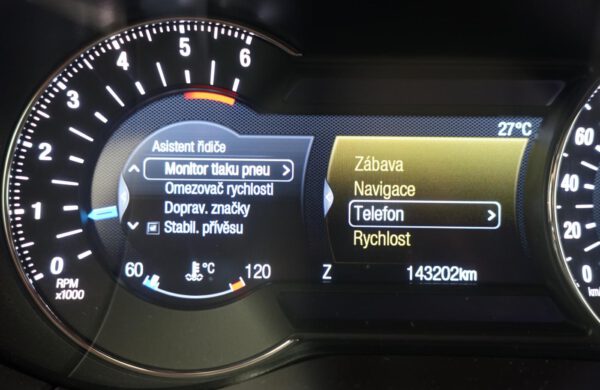 6
5
4
3
2
1
0
RPM
x1000
Asistent řidiče
Monitor tlaku pneu
Omezovač rychlosti
Doprav. značky
Stabil. přívěsu
60
°C
120
27°C
Zábava
Navigace
Telefon
Rychlost
Z
143202km
60
40
20
0
km/